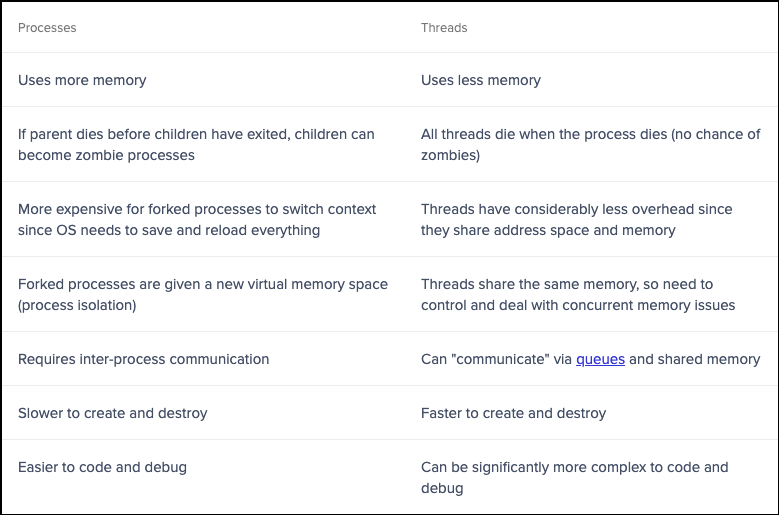 Processes
Threads
Uses more memory
Uses less memory
If parent dies before children have exited, children can
become zombie processes
All threads die when the process dies (no chance of
zombies)
More expensive for forked processes to switch context
since OS needs to save and reload everything
Threads have considerably less overhead since
they share address space and memory
Forked processes are given a new virtual memory space
(process isolation)
Threads share the same memory, so need to
control and deal with concurrent memory issues
Requires inter-process communication
Can "communicate" via queues and shared memory
Slower to create and destroy
Faster to create and destroy
Easier to code and debug
Can be significantly more complex to code and
debug